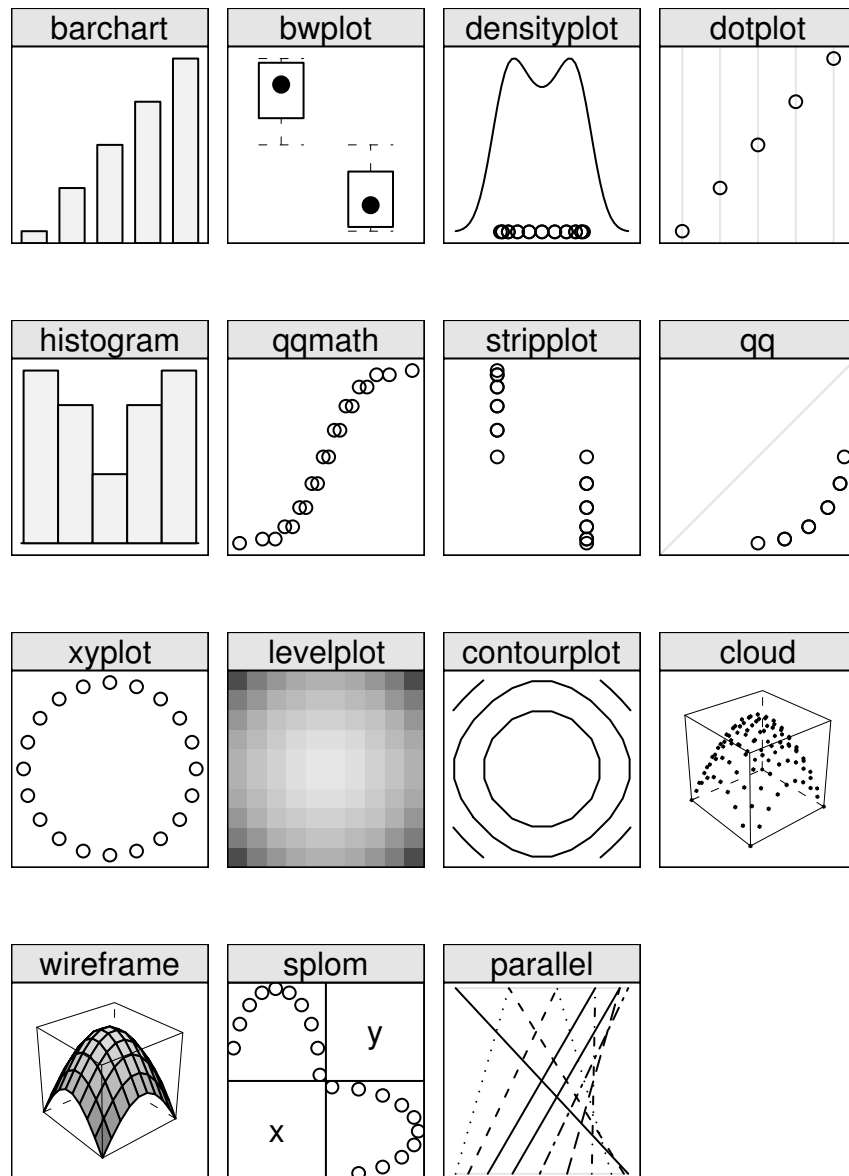 barchart
bwplot
densityplot
dotplot
histogram
qqmath
stripplot
qq
xyplot
levelplot
contourplot
cloud
wireframe
splom
parallel
y
x